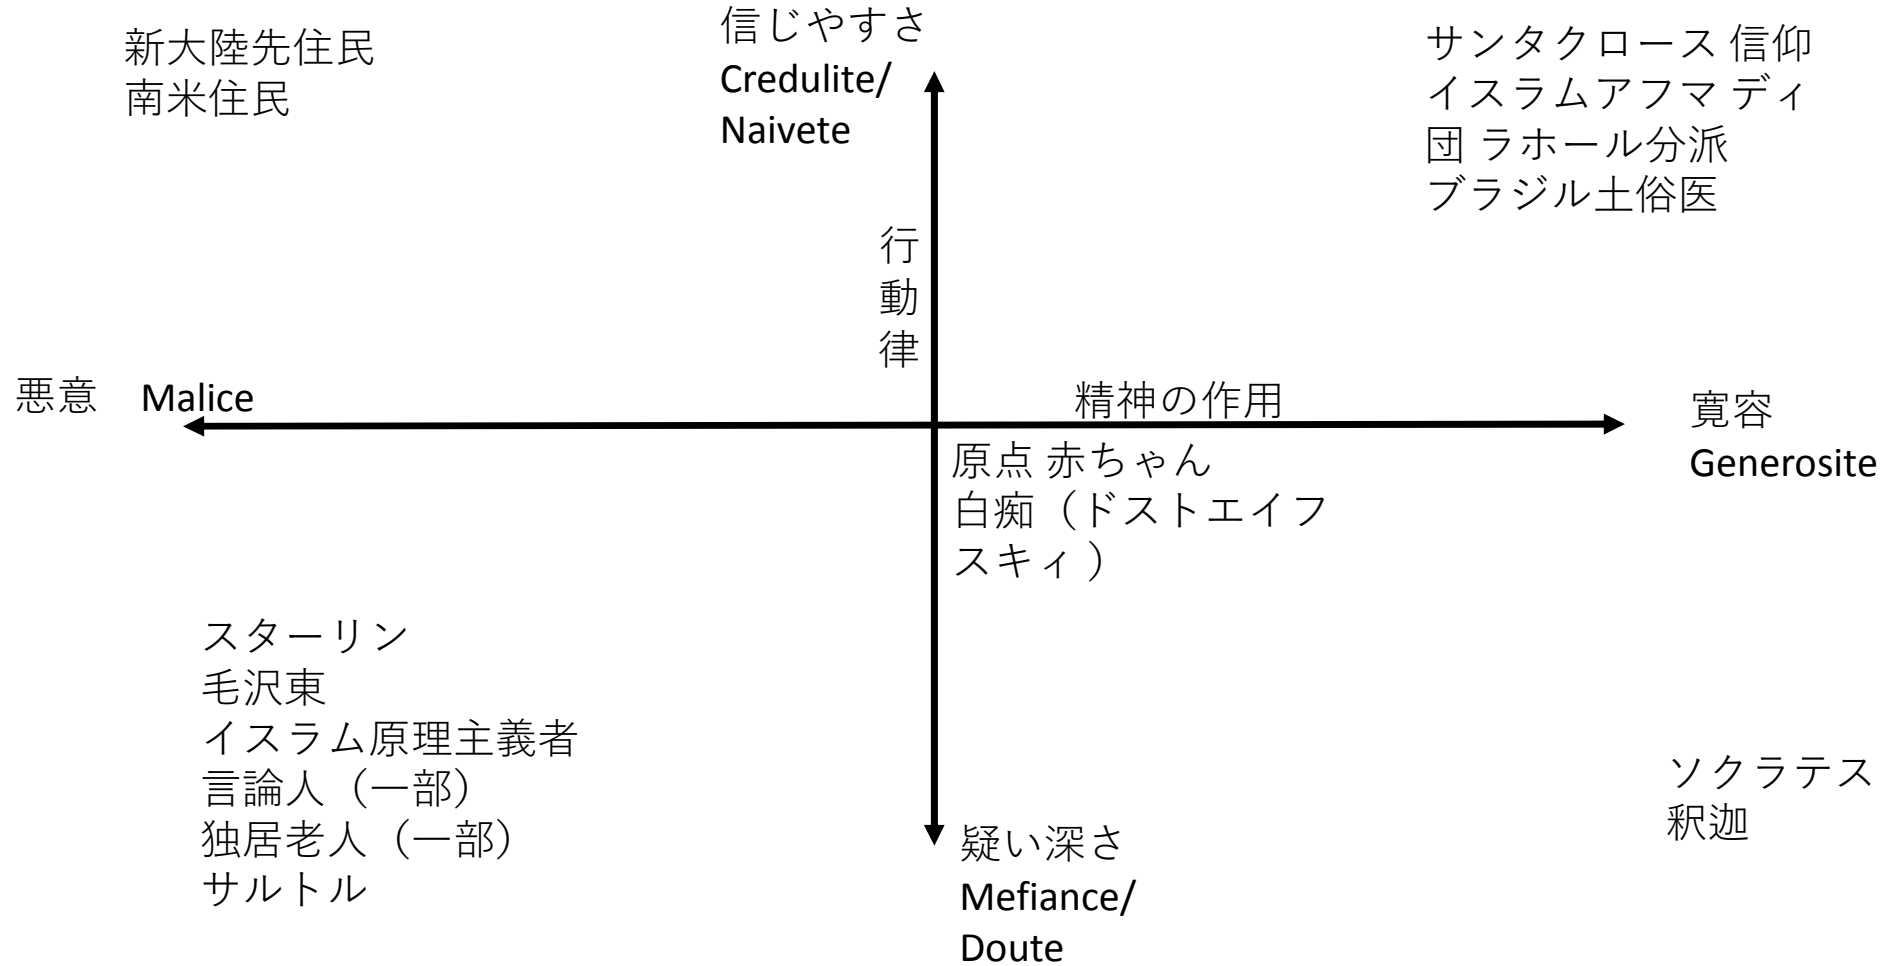 新大陸先住民
南米住民
信じやすさ
Credulite/
Naivete
サンタクロース 信仰
イスラムアフマ ディ
団 ラホール分派
ブラジル土俗医
行
動
律
悪意 Malice
精神の作用
寛容
Generosite
原点 赤ちゃん
白痴（ドストエイフ
スキィ ）
スターリン
毛沢東
イスラム原理主義者
言論人（一部）
独居老人（一部）
サルトル
ソクラテス
釈迦
疑い深さ
Mefiance/
Doute